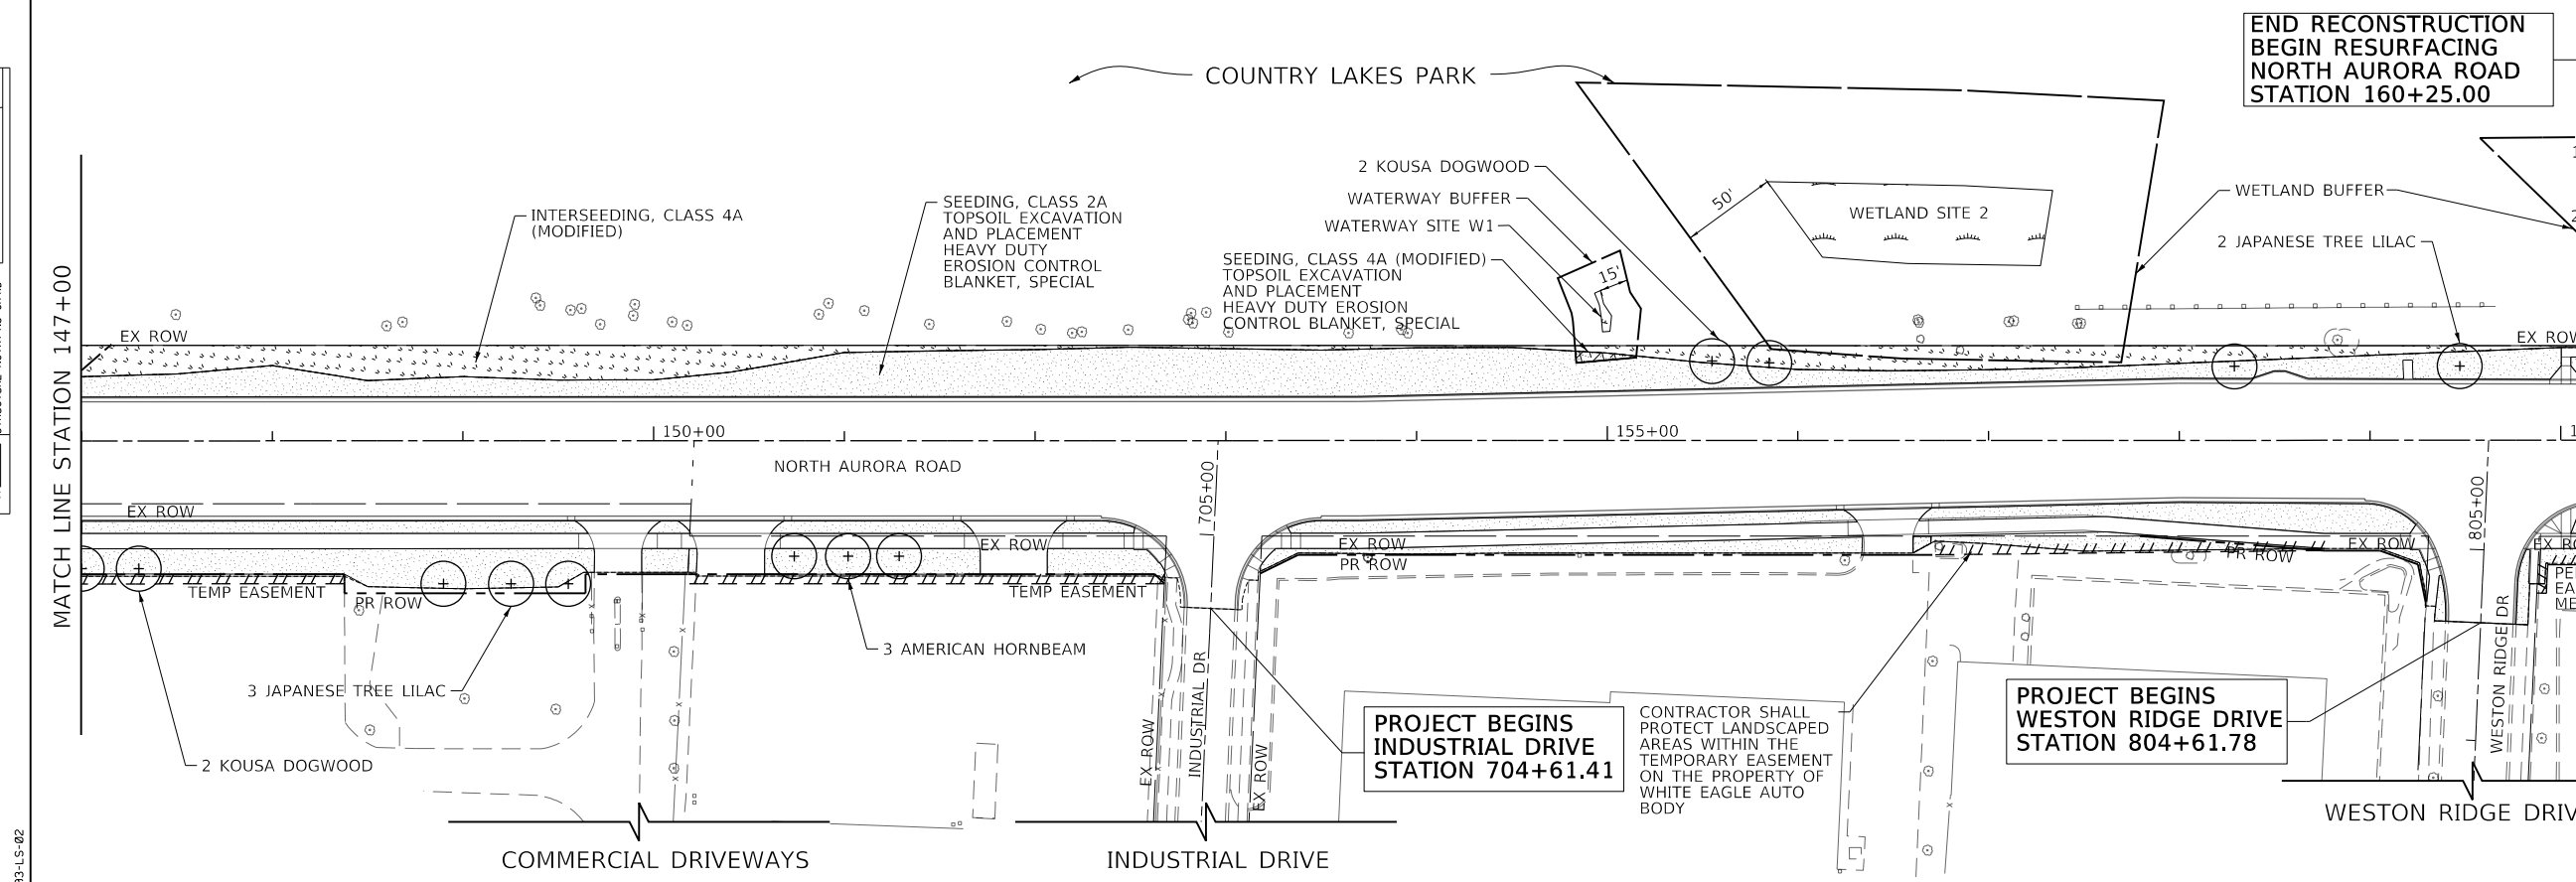 END RECONSTRUCTION
BEGIN RESURFACING
NORTH AURORA ROAD
STATION 160+25.00
COUNTRY LAKES PARK
2 KOUSA DOGWOOD
WATERWAY BUFFER
WATERWAY SITE W1
SEEDING, CLASS 4A (MODIFIED)
TOPSOIL EXCAVATION
AND PLACEMENT
HEAVY DUTY EROSION
CONTROL BLANKET, SPECIAL
15'
50'
WETLAND SITE 2
WETLAND BUFFER
2 JAPANESE TREE LILAC
INTERSEEDING, CLASS 4A
(MODIFIED)
SEEDING, CLASS 2A
TOPSOIL EXCAVATION
AND PLACEMENT
HEAVY DUTY
EROSION CONTROL
BLANKET, SPECIAL
EX ROW
EX ROW
MATCH LINE STATION 147+00
150+00
155+00
NORTH AURORA ROAD
705+00
805+00
EX ROW
EX ROW
EX ROW
PR ROW
PR ROW
EX ROW
TEMP EASEMENT
PR ROW
TEMP EASEMENT
3 AMERICAN HORNBEAM
3 JAPANESE TREE LILAC
2 KOUSA DOGWOOD
EX ROW
INDUSTRIAL DR
EX ROW
PROJECT BEGINS
INDUSTRIAL DRIVE
STATION 704+61.41
CONTRACTOR SHALL
PROTECT LANDSCAPED
AREAS WITHIN THE
TEMPORARY EASEMENT
ON THE PROPERTY OF
WHITE EAGLE AUTO
BODY
PROJECT BEGINS
WESTON RIDGE DRIVE
STATION 804+61.78
WESTON RIDGE DR
COMMERCIAL DRIVEWAYS
INDUSTRIAL DRIVE
WESTON RIDGE DRIV
93-LS-02